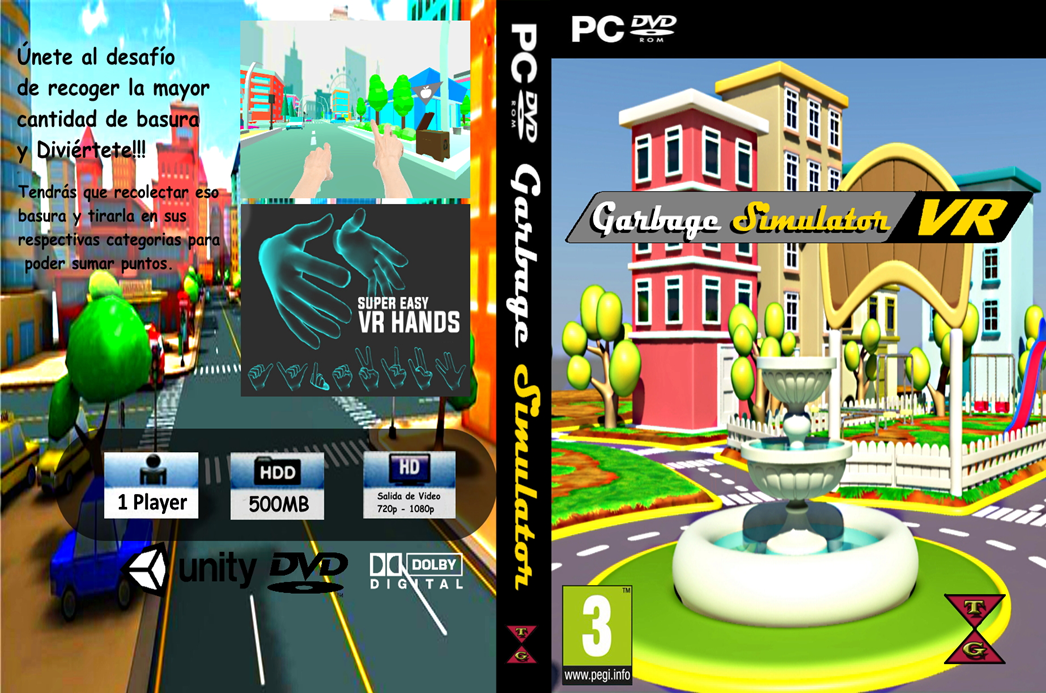 Únete al desafío
de recoger la mayor
cantidad de basura
y Diviértete!!!
Tendrás que recolectar eso
basura y tirarla en sus
respectivas categorias para
poder sumar puntos.
SUPER EASY
VR HANDS
1 Player
HDD
500MB
HD
Salida de Video
720p - 1080p
unity
DVD
TM
DOLBY
DIGITAL
PC DVD
ROM
Garbage Simulator
T
G
PC DVD
ROM
Garbage Simulator VR
3
TM
www.pegi.info
T
G